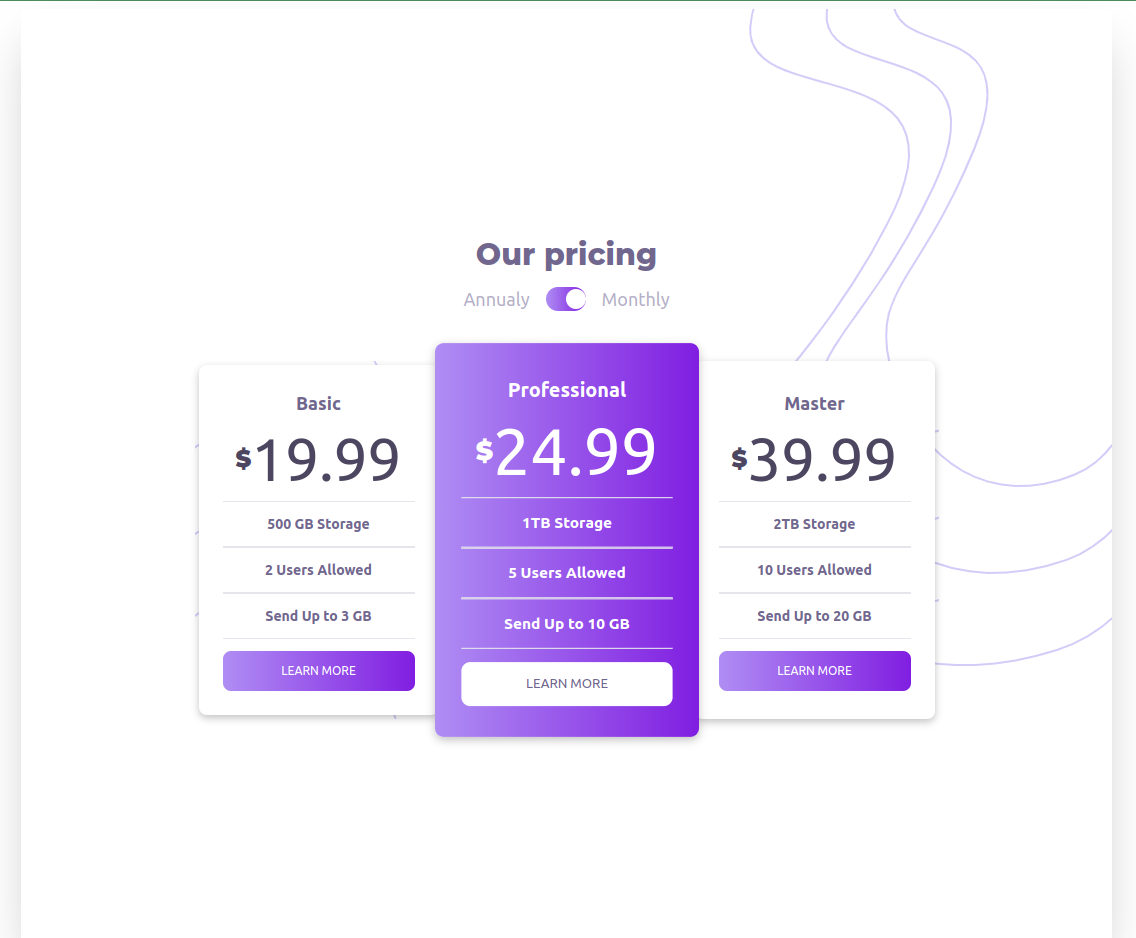 Our pricing
Annualy Monthly
Basic
$19.99
500 GB Storage
2 Users Allowed
Send Up to 3 GB
LEARN MORE
Professional
$24.99
1TB Storage
5 Users Allowed
Send Up to 10 GB
LEARN MORE
Master
$39.99
2TB Storage
10 Users Allowed
Send Up to 20 GB
LEARN MORE